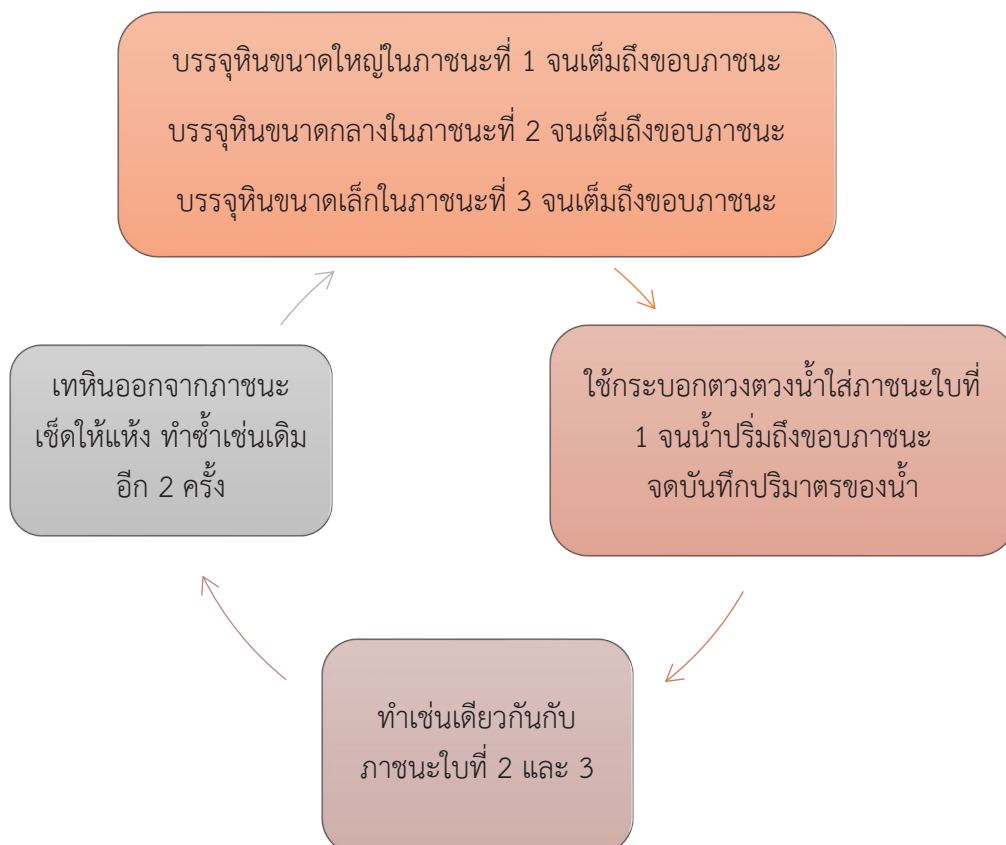 บรรจุหินขนาดใหญ่ในภาชนะที่ 1 จนเต็มถึงขอบภาชนะ
บรรจุหินขนาดกลางในภาชนะที่ 2 จนเต็มถึงขอบภาชนะ
บรรจุหินขนาดเล็กในภาชนะที่ 3 จนเต็มถึงขอบภาชนะ
ใช้กระบอกตวงตวงน้ำใส่ภาชนะใบที่
1 จนน้ำปริ่มถึงขอบภาชนะ
จดบันทึกปริมาตรของน้ำ
ทำเช่นเดียวกันกับ
ภาชนะใบที่ 2 และ 3
เทหินออกจากภาชนะ
เช็ดให้แห้ง ทำซ้ำเช่นเดิม
อีก 2 ครั้ง